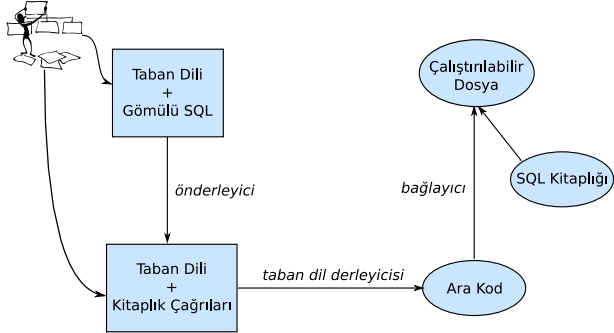 Taban Dili
+
Gömülü SQL
Çalıştırılabilir
Dosya
SQL Kitaplığı
önderleyici
bağlayıcı
Taban Dili
+
Kitaplık Çağrıları
taban dil derleyicisi
Ara Kod